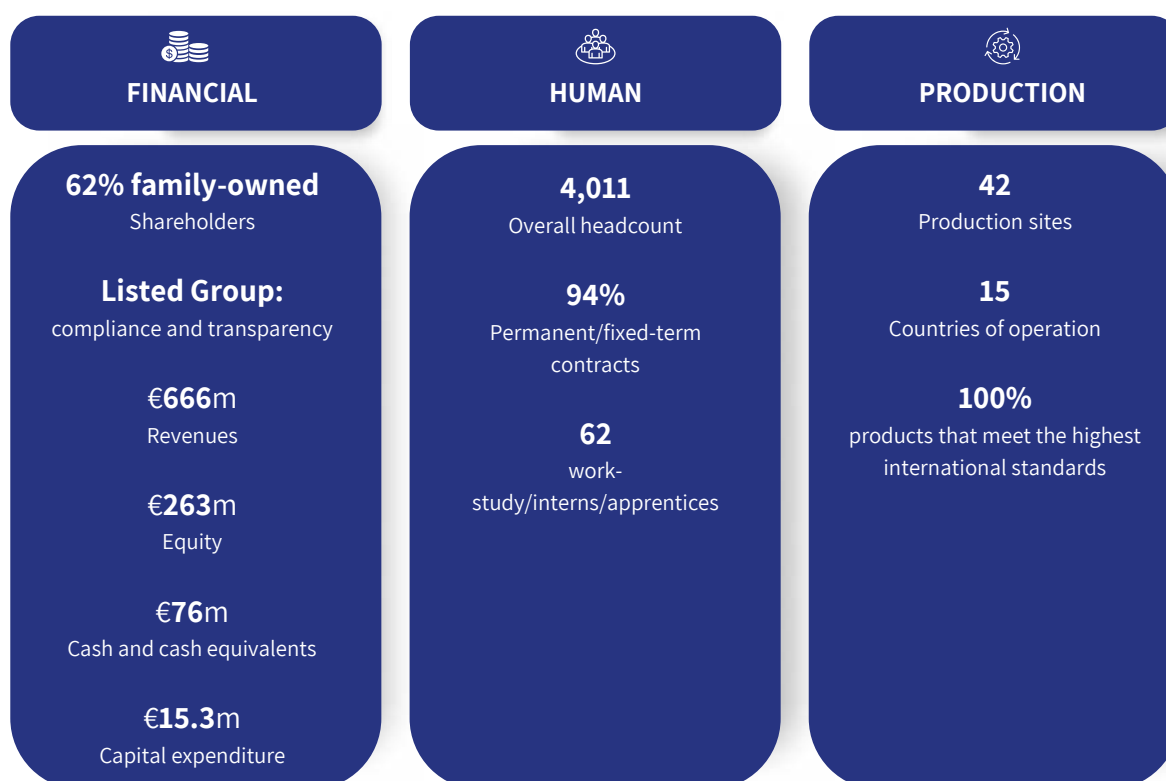 FINANCIAL
62% family-owned
Shareholders
Listed Group:
compliance and transparency
€666m
Revenues
€263m
Equity
€76m
Cash and cash equivalents
€15.3m
Capital expenditure
HUMAN
4,011
Overall headcount
94%
Permanent/fixed-term
contracts
62
work-
study/interns/apprentices
PRODUCTION
42
Production sites
15
Countries of operation
100%
products that meet the highest
international standards